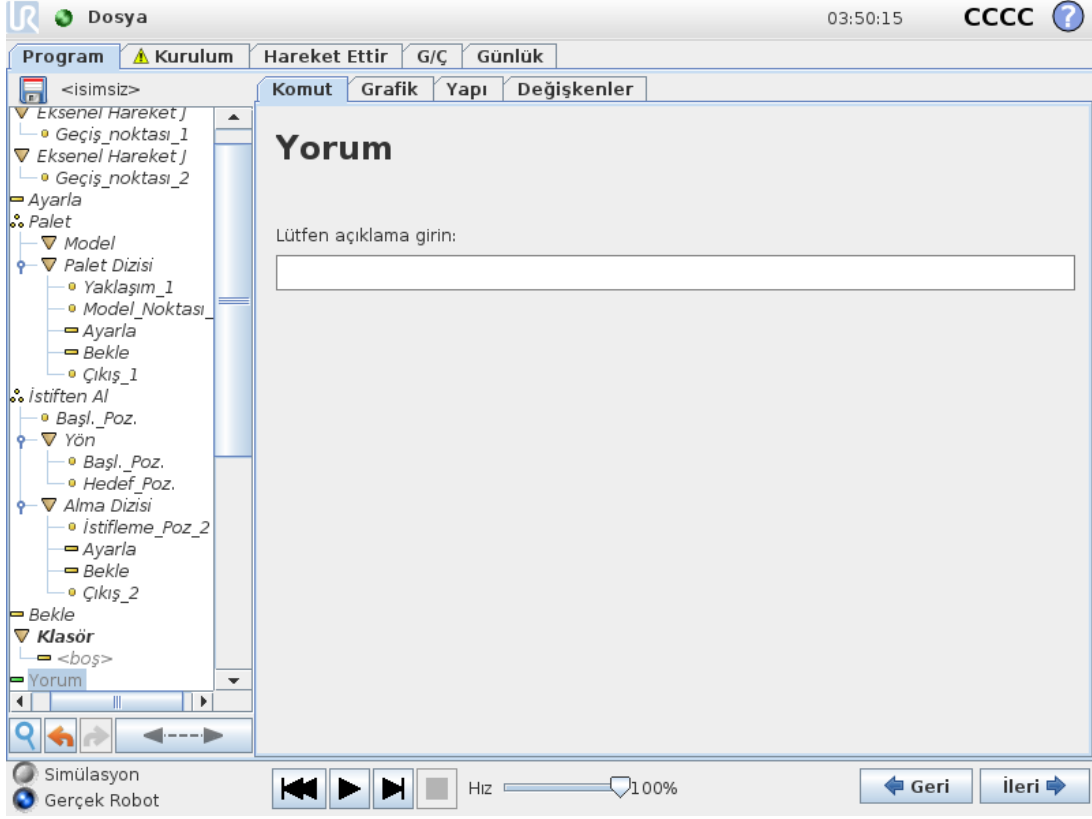 UR Dosya 03:50:15 CCCC ?
Program Kurulum Hareket Ettir G/Ç Günlük
<isimsiz> Komut Grafik Yapı Değişkenler
Eksenel Hareket J
Geçiş_noktası_1
Eksenel Hareket J
Geçiş_noktası_2
Ayarla
Palet
Model
Palet Dizisi
Yaklaşım_1
Model_Noktası_
Ayarla
Bekle
Çıkış_1
İstiften Al
Başl._Poz.
Yön
Başl._Poz.
Hedef_Poz.
Alma Dizisi
İstifleme_Poz_2
Ayarla
Bekle
Çıkış_2
Bekle
Klasör
<boş>
Yorum
Yorum
Lütfen açıklama girin:
Simülasyon
Gerçek Robot
Hız 100%
Geri İleri